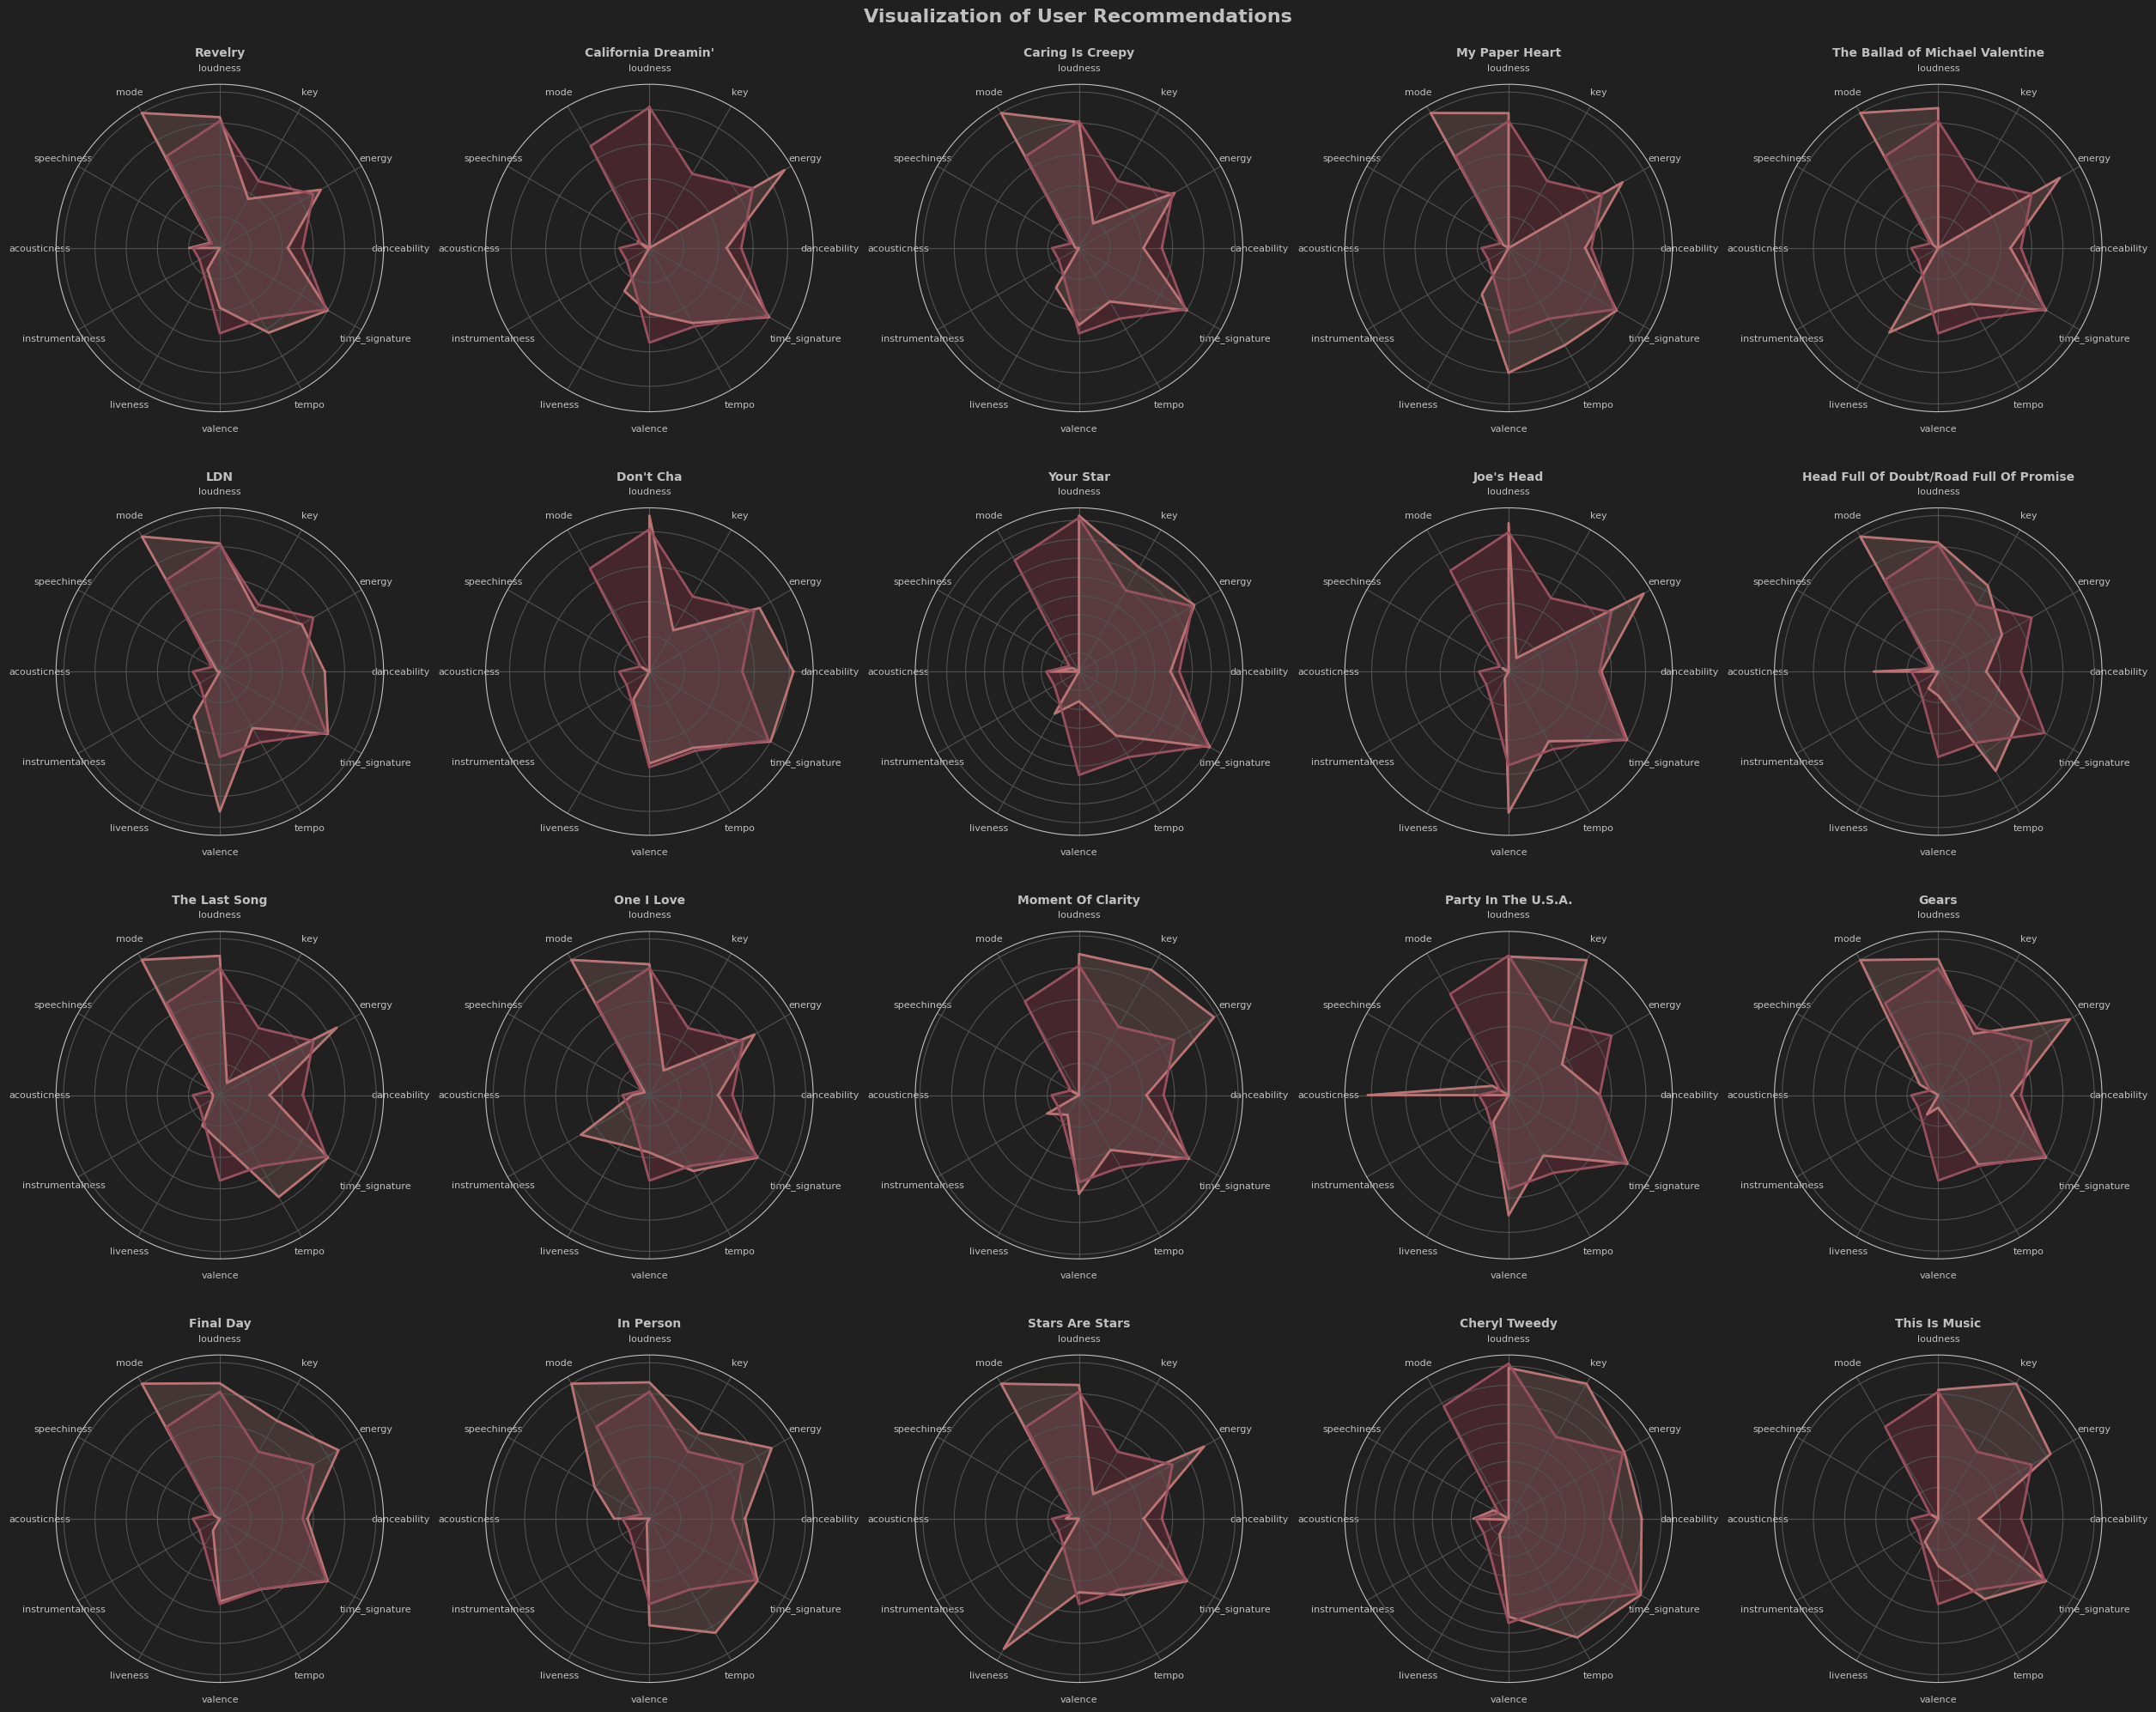 Visualization of User Recommendations
Revelry
loudness
mode
key
speechiness
energy
acousticness
danceability
instrumentalness
time_signature
liveness
tempo
valence
California Dreamin'
loudness
mode
key
speechiness
energy
acousticness
danceability
instrumentalness
time_signature
liveness
tempo
valence
Caring Is Creepy
loudness
mode
key
speechiness
energy
acousticness
danceability
instrumentalness
time_signature
liveness
tempo
valence
My Paper Heart
loudness
mode
key
speechiness
energy
acousticness
danceability
instrumentalness
time_signature
liveness
tempo
valence
The Ballad of Michael Valentine
loudness
mode
key
speechiness
energy
acousticness
danceability
instrumentalness
time_signature
liveness
tempo
valence
LDN
loudness
mode
key
speechiness
energy
acousticness
danceability
instrumentalness
time_signature
liveness
tempo
valence
Don't Cha
loudness
mode
key
speechiness
energy
acousticness
danceability
instrumentalness
time_signature
liveness
tempo
valence
Your Star
loudness
mode
key
speechiness
energy
acousticness
danceability
instrumentalness
time_signature
liveness
tempo
valence
Joe's Head
loudness
mode
key
speechiness
energy
acousticness
danceability
instrumentalness
time_signature
liveness
tempo
valence
Head Full Of Doubt/Road Full Of Promise
loudness
mode
key
speechiness
energy
acousticness
danceability
instrumentalness
time_signature
liveness
tempo
valence
The Last Song
loudness
mode
key
speechiness
energy
acousticness
danceability
instrumentalness
time_signature
liveness
tempo
valence
One I Love
loudness
mode
key
speechiness
energy
acousticness
danceability
instrumentalness
time_signature
liveness
tempo
valence
Moment Of Clarity
loudness
mode
key
speechiness
energy
acousticness
danceability
instrumentalness
time_signature
liveness
tempo
valence
Party In The U.S.A.
loudness
mode
key
speechiness
energy
acousticness
danceability
instrumentalness
time_signature
liveness
tempo
valence
Gears
loudness
mode
key
speechiness
energy
acousticness
danceability
instrumentalness
time_signature
liveness
tempo
valence
Final Day
loudness
mode
key
speechiness
energy
acousticness
danceability
instrumentalness
time_signature
liveness
tempo
valence
In Person
loudness
mode
key
speechiness
energy
acousticness
danceability
instrumentalness
time_signature
liveness
tempo
valence
Stars Are Stars
loudness
mode
key
speechiness
energy
acousticness
danceability
instrumentalness
time_signature
liveness
tempo
valence
Cheryl Tweedy
loudness
mode
key
speechiness
energy
acousticness
danceability
instrumentalness
time_signature
liveness
tempo
valence
This Is Music
loudness
mode
key
speechiness
energy
acousticness
danceability
instrumentalness
time_signature
liveness
tempo
valence